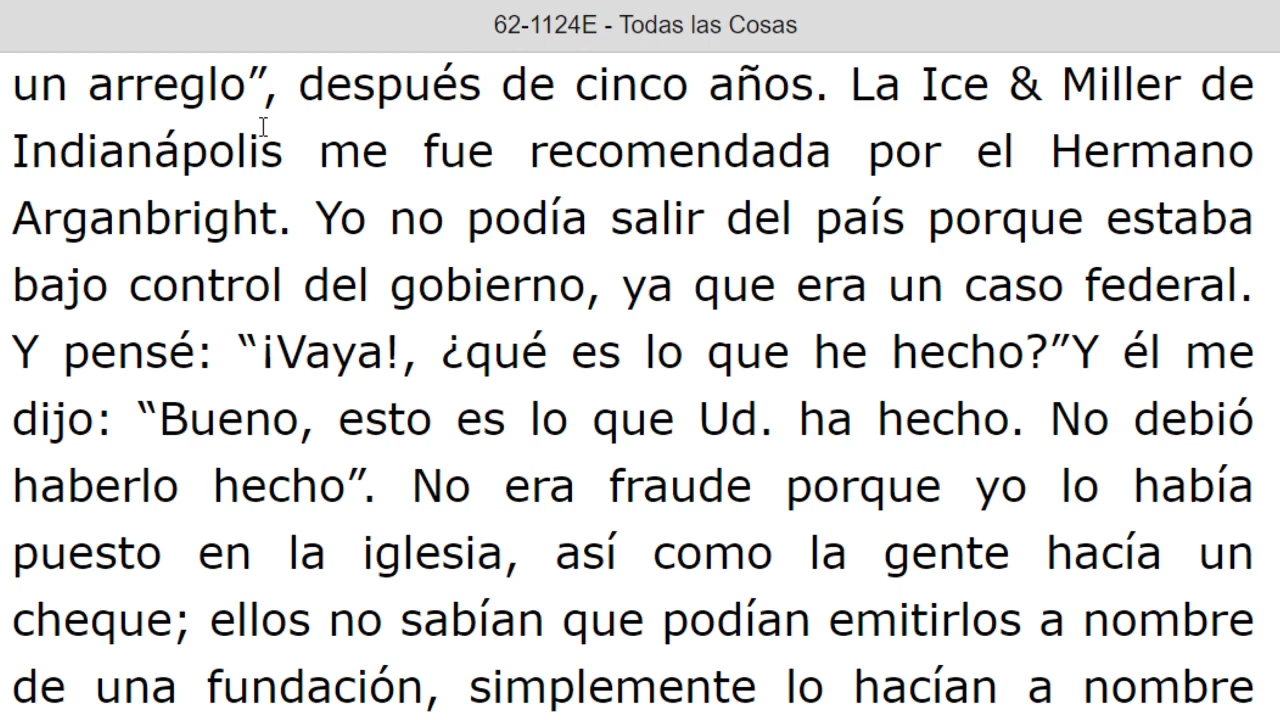 62-1124E - Todas las Cosas
un arreglo”, después de cinco años. La Ice & Miller de
Indianápolis me fue recomendada por el Hermano
Arganbright. Yo no podía salir del país porque estaba
bajo control del gobierno, ya que era un caso federal.
Y pensé: “¡Vaya!, ¿qué es lo que he hecho?”Y él me
dijo: “Bueno, esto es lo que Ud. ha hecho. No debió
haberlo hecho”. No era fraude porque yo lo había
puesto en la iglesia, así como la gente hacía un
cheque; ellos no sabían que podían emitirlos a nombre
de una fundación, simplemente lo hacían a nombre